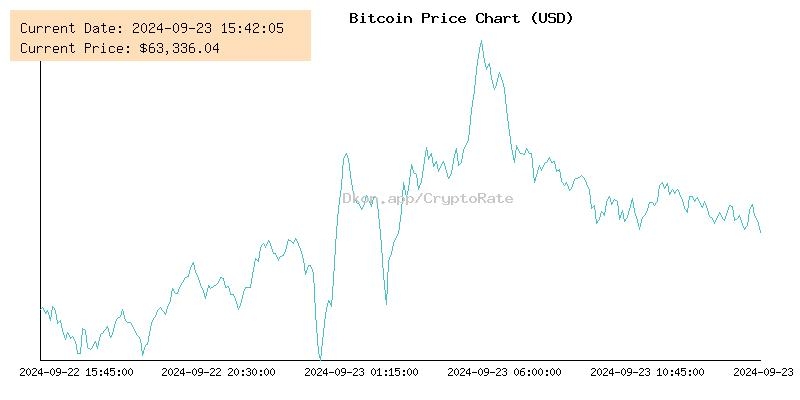 Bitcoin Price Chart (USD)
Current Date: 2024-09-23 15:42:05
Current Price: $63,336.04
Dkon.app/CryptoRate
2024-09-22 15:45:00 2024-09-22 20:30:00 2024-09-23 01:15:00 2024-09-23 06:00:00 2024-09-23 10:45:00 2024-09-23